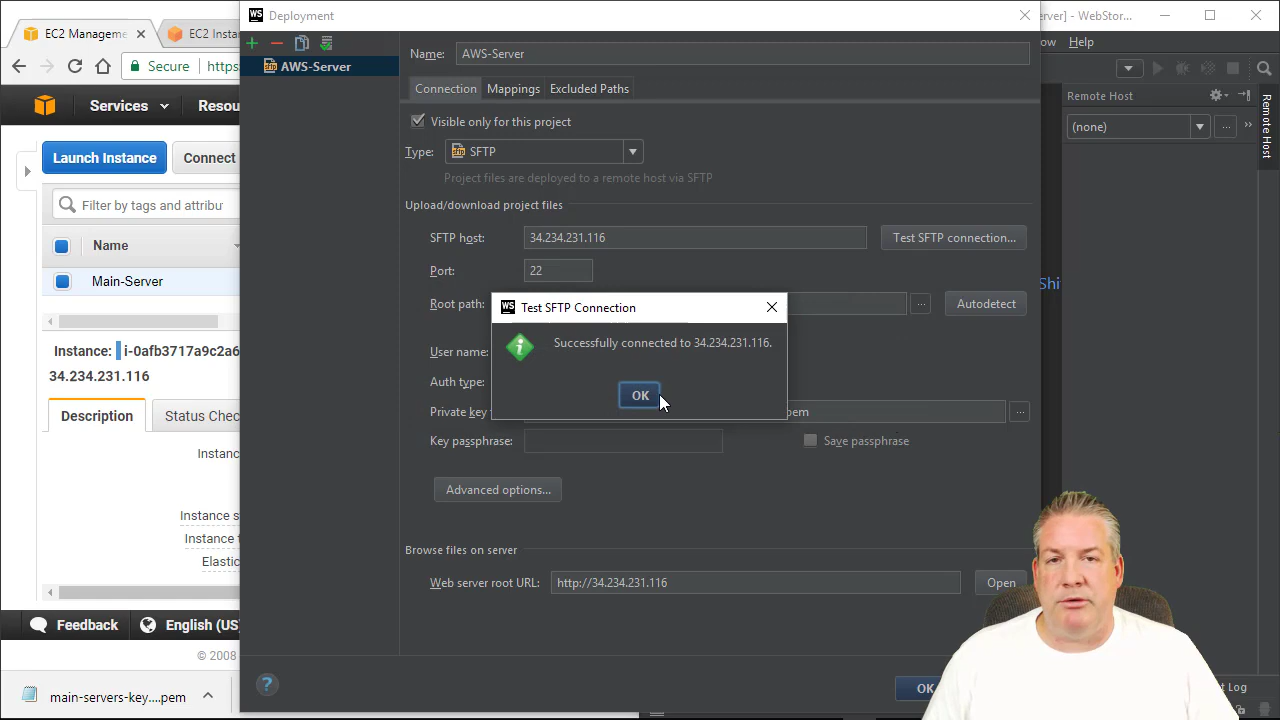 EC2 Manageme
EC2 Instan
Secure
https
Services
Resou
Launch Instance
Connect
Filter by tags and attribu
Name
Main-Server
Instance:
i-0afb3717a9c2a6
34.234.231.116
Description
Status Chec
Instanc
Instance s
Instance t
Elastic
Feedback
English (US
© 2008
main-servers-key....pem
WS
Deployment
AWS-Server
Name:
AWS-Server
Connection
Mappings
Excluded Paths
Visible only for this project
Type:
SFTP
Project files are deployed to a remote host via SFTP
Upload/download project files
SFTP host:
34.234.231.116
Test SFTP connection...
Port:
22
Root path:
...
Autodetect
User name:
Auth type:
Private key f
pem
...
Key passphrase:
Save passphrase
Advanced options...
Browse files on server
Web server root URL:
http://34.234.231.116
Open
?
OK
WS
Test SFTP Connection
Successfully connected to 34.234.231.116.
OK
erver] - WebStor...
ow
Help
Remote Host
(none)
...
Remote Host
Shi
t Log